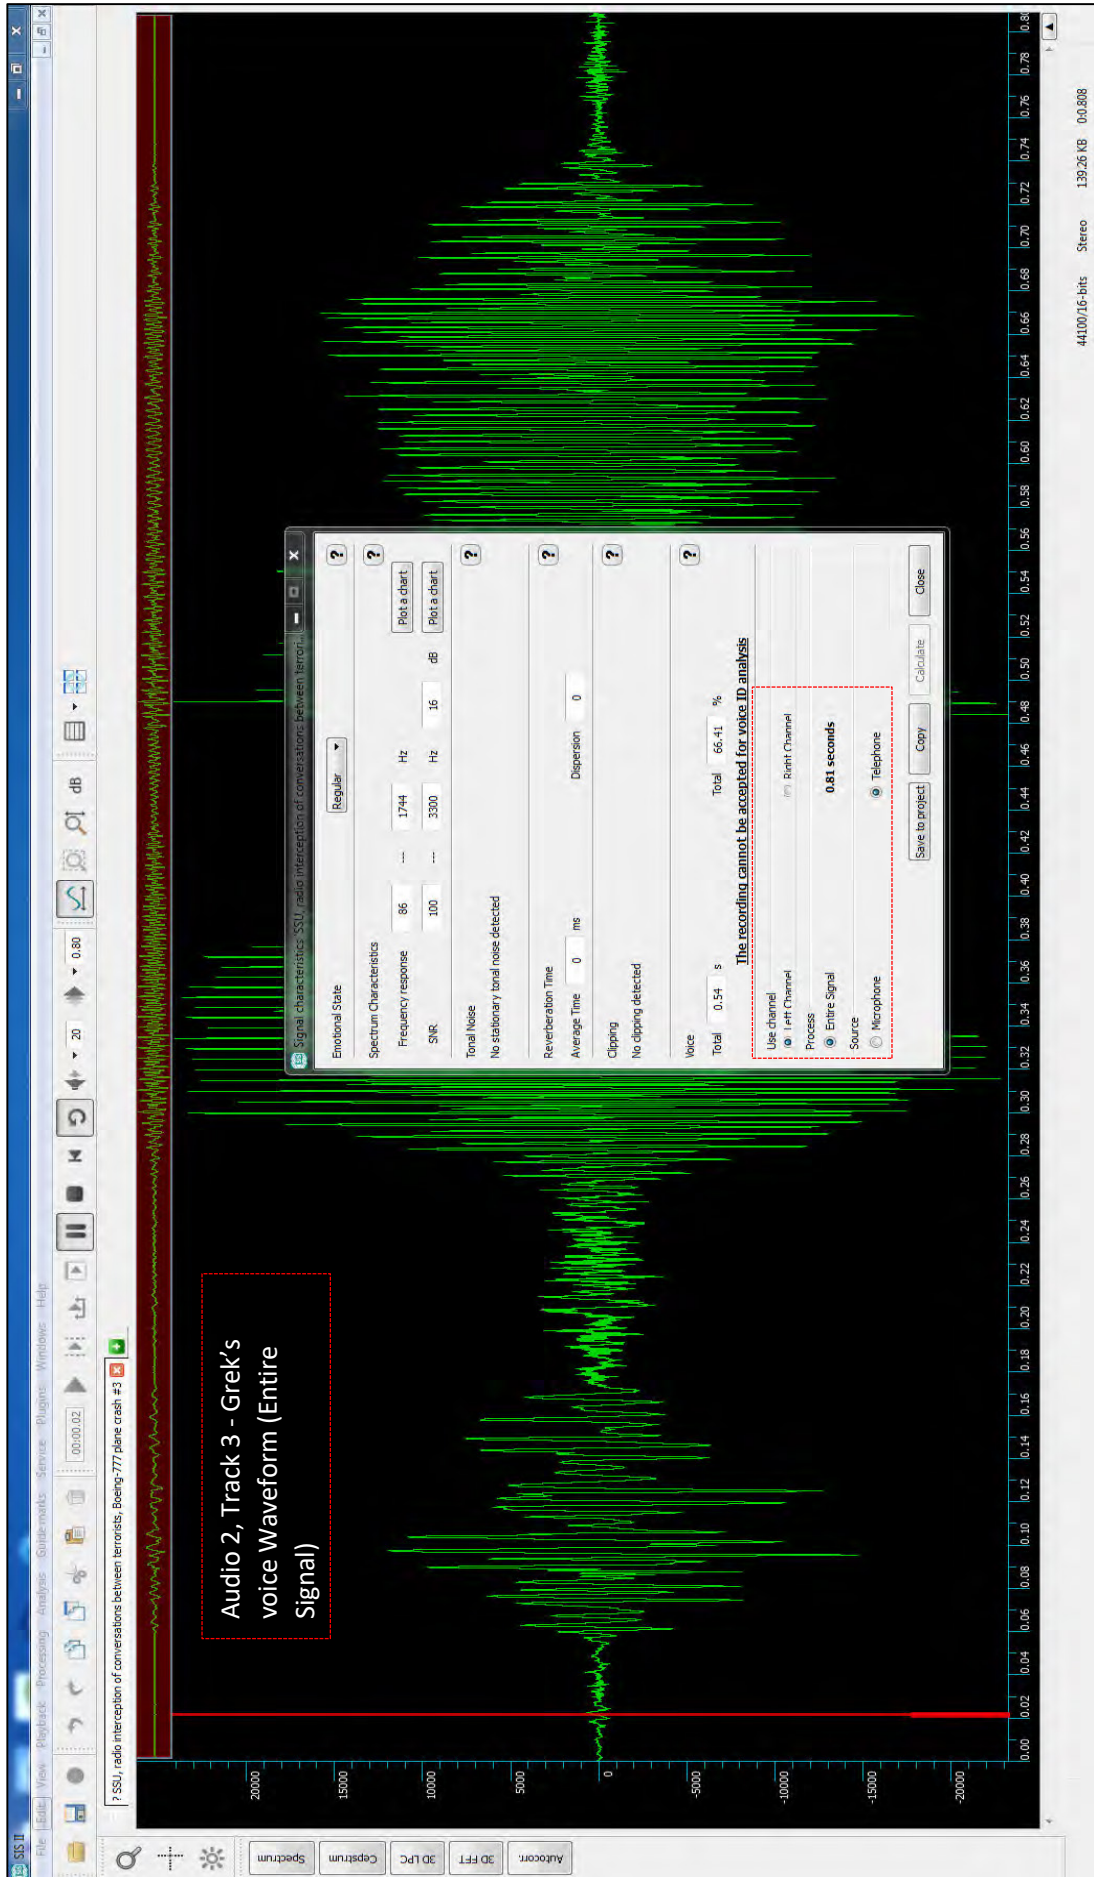 SIS II
File Edit View Playback Processing Analysis Guide marks Service Plugins Windows Help
-00:00.02
20
0.80
dB
? SSU, radio interception of conversations between terrorists, Boeing-777 plane crash #3
Spectrum
Cepstrum
3D LPC
3D FFT
Autocorr.
20000
15000
10000
5000
0
-5000
-10000
-15000
-20000
Audio 2, Track 3 - Grek's
voice Waveform (Entire
Signal)
Signal characteristics 'SSU, radio interception of conversations between terrori...
Emotional State
Regular
?
Spectrum Characteristics
?
Frequency response 86 --- 1744 Hz Plot a chart
SNR 100 --- 3300 Hz 16 dB Plot a chart
Tonal Noise
?
No stationary tonal noise detected
Reverberation Time
?
Average Time 0 ms Dispersion 0
Clipping
?
No clipping detected
Voice
?
Total 0.54 s Total 66.41 %
The recording cannot be accepted for voice ID analysis
Use channel
Left Channel Right Channel
Process
Entire Signal 0.81 seconds
Source
Microphone Telephone
Save to project Copy Calculate Close
0.00 0.02 0.04 0.06 0.08 0.10 0.12 0.14 0.16 0.18 0.20 0.22 0.24 0.26 0.28 0.30 0.32 0.34 0.36 0.38 0.40 0.42 0.44 0.46 0.48 0.50 0.52 0.54 0.56 0.58 0.60 0.62 0.64 0.66 0.68 0.70 0.72 0.74 0.76 0.78 0.80
44100/16-bits Stereo 139.26 KB 0:0.808